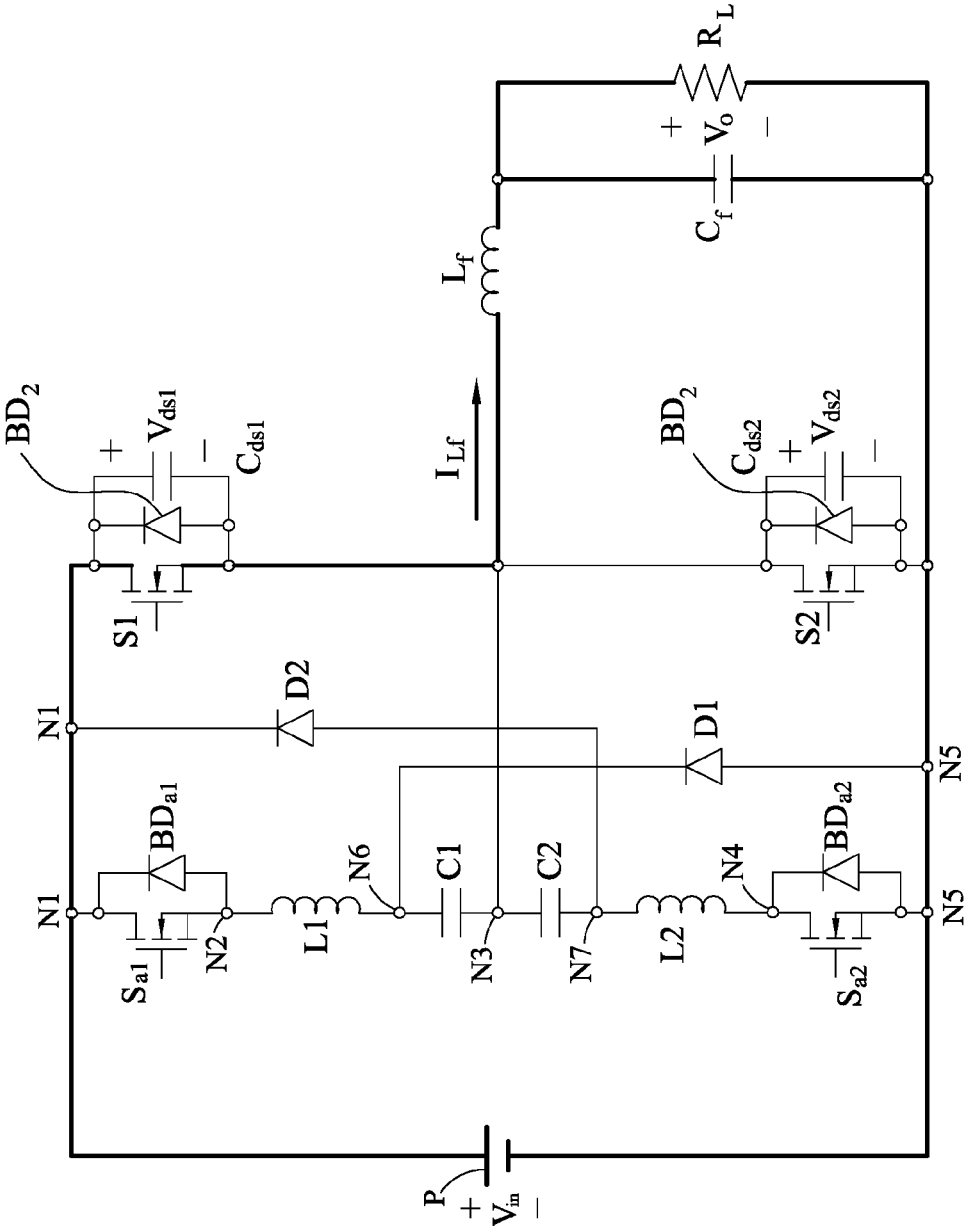 BD₂
+ Vds1 −
Cds1
S1
ILf
Lf
+ Vo −
RL
Cf
BD₂
Cds2
+ Vds2 −
S2
N1
D2
D1
N5
N1
BDa1
Sa1
N2
L1
N6
C1
N3
C2
N7
L2
N4
BDa2
Sa2
N5
P
+ Vin −